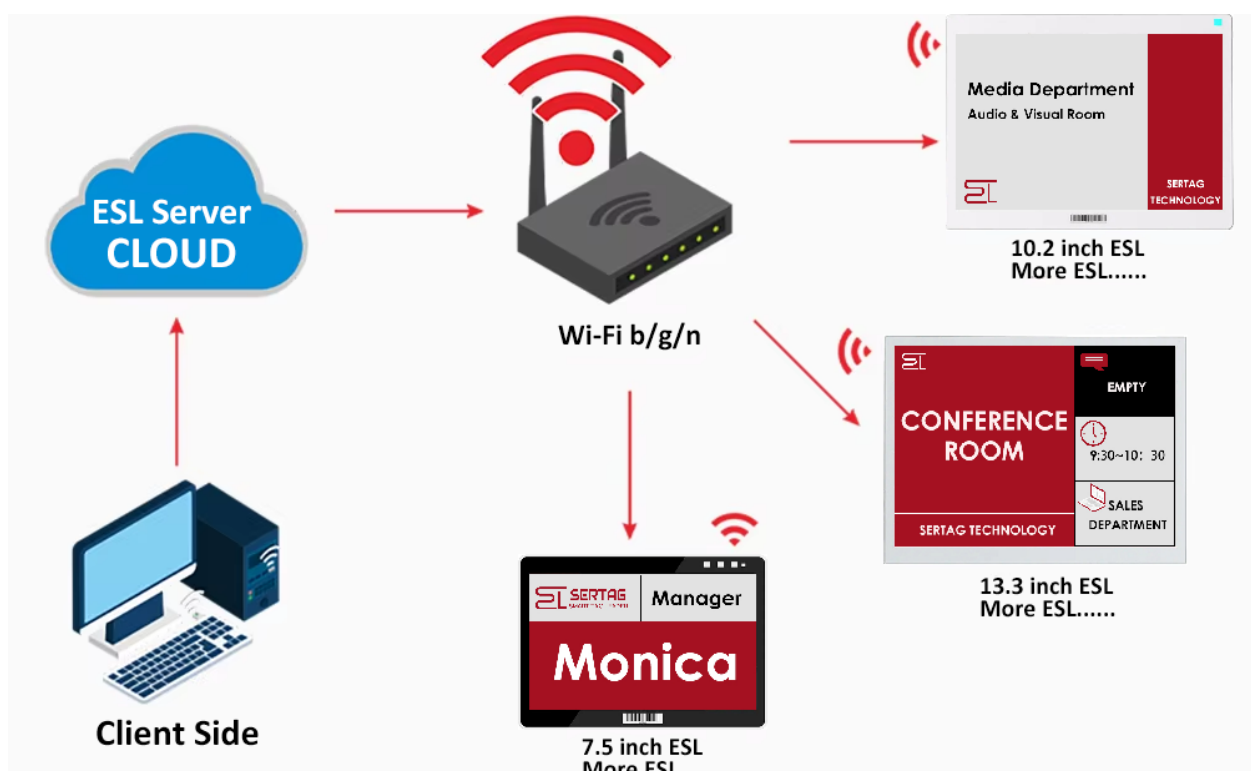 ESL Server
CLOUD
Wi-Fi b/g/n
Client Side
Media Department
Audio & Visual Room
SERTAG
TECHNOLOGY
10.2 inch ESL
More ESL......
CONFERENCE
ROOM
SERTAG TECHNOLOGY
EMPTY
9:30~10: 30
SALES
DEPARTMENT
13.3 inch ESL
More ESL......
SERTAG
Manager
Monica
7.5 inch ESL
More ESL